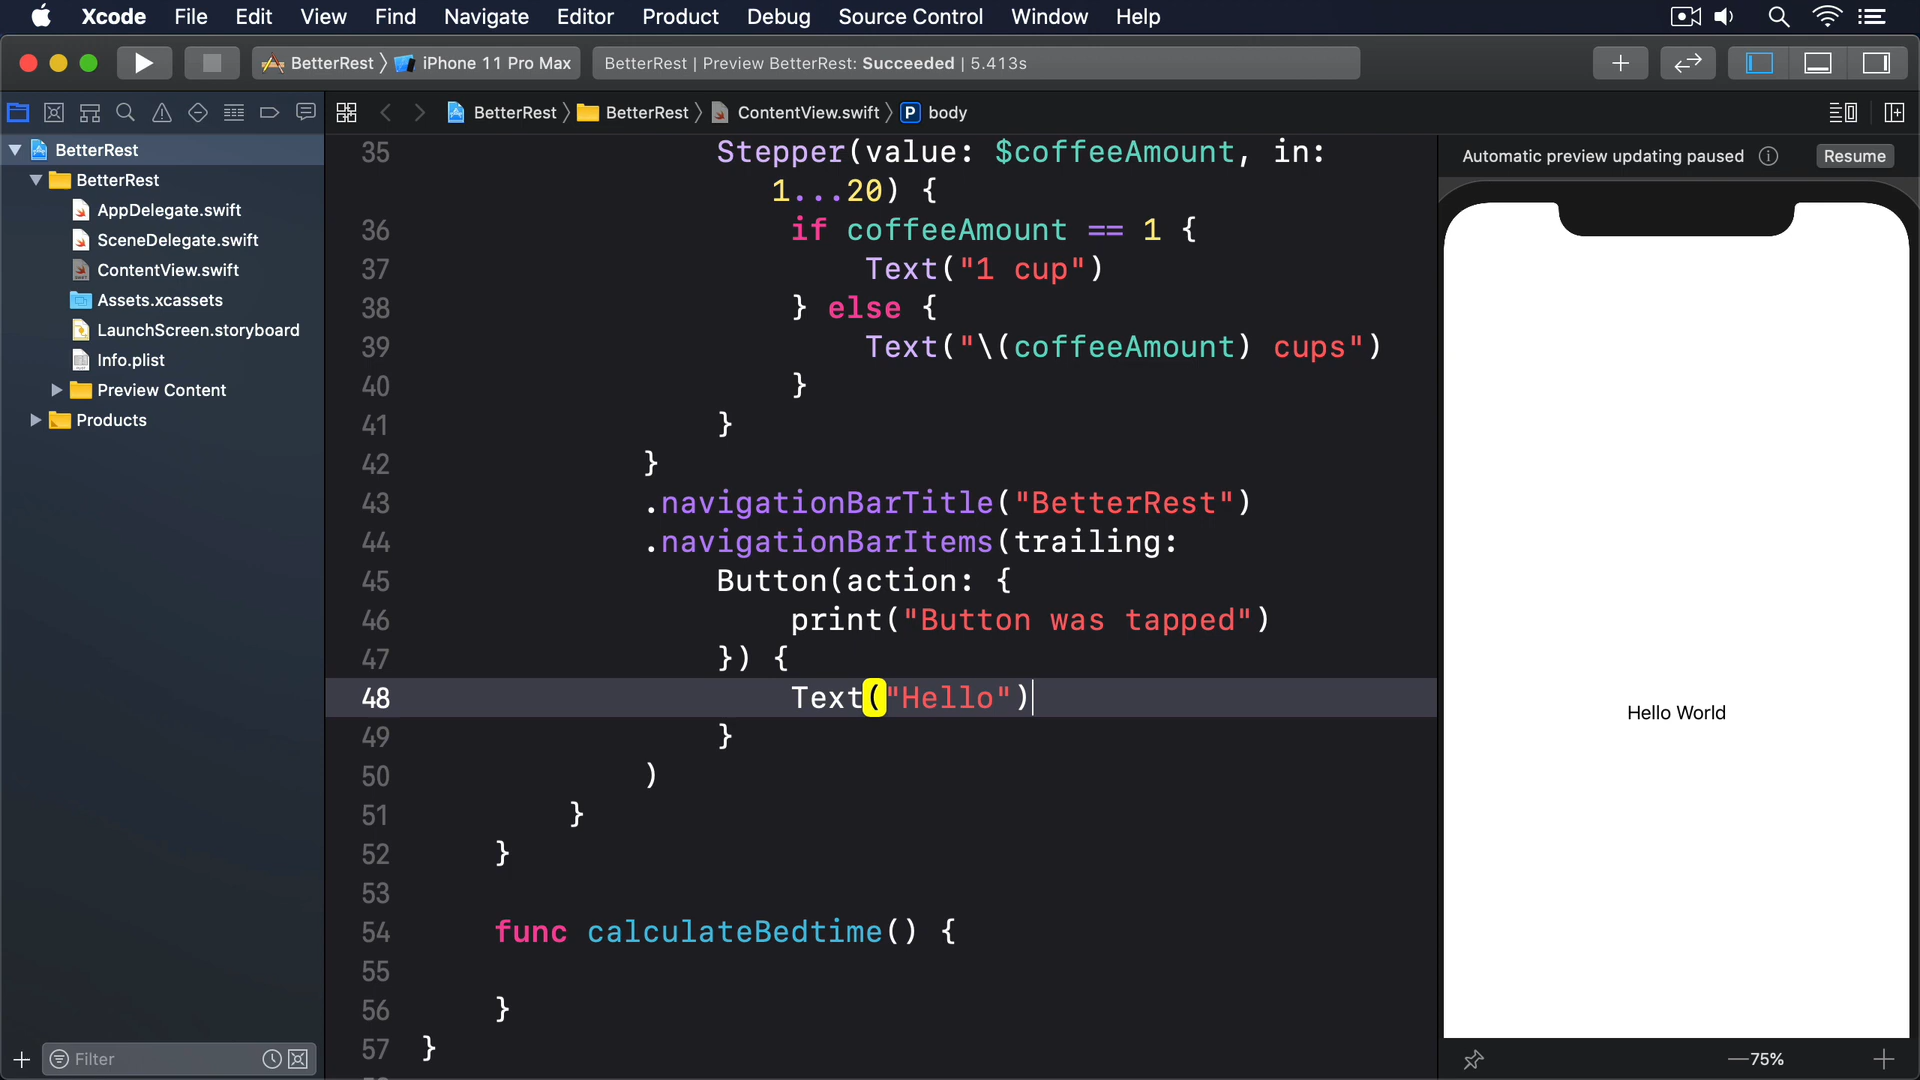 Xcode File Edit View Find Navigate Editor Product Debug Source Control Window Help
BetterRest iPhone 11 Pro Max
BetterRest | Preview BetterRest: Succeeded | 5.413s
BetterRest BetterRest ContentView.swift P body
BetterRest
BetterRest
AppDelegate.swift
SceneDelegate.swift
ContentView.swift
Assets.xcassets
LaunchScreen.storyboard
Info.plist
Preview Content
Products
Filter
35 Stepper(value: $coffeeAmount, in:
1...20) {
36 if coffeeAmount == 1 {
37 Text("1 cup")
38 } else {
39 Text("\(coffeeAmount) cups")
40 }
41 }
42 }
43 .navigationBarTitle("BetterRest")
44 .navigationBarItems(trailing:
45 Button(action: {
46 print("Button was tapped")
47 }) {
48 Text("Hello")
49 }
50 )
51 }
52 }
53
54 func calculateBedtime() {
55
56 }
57 }
Automatic preview updating paused Resume
Hello World
75%